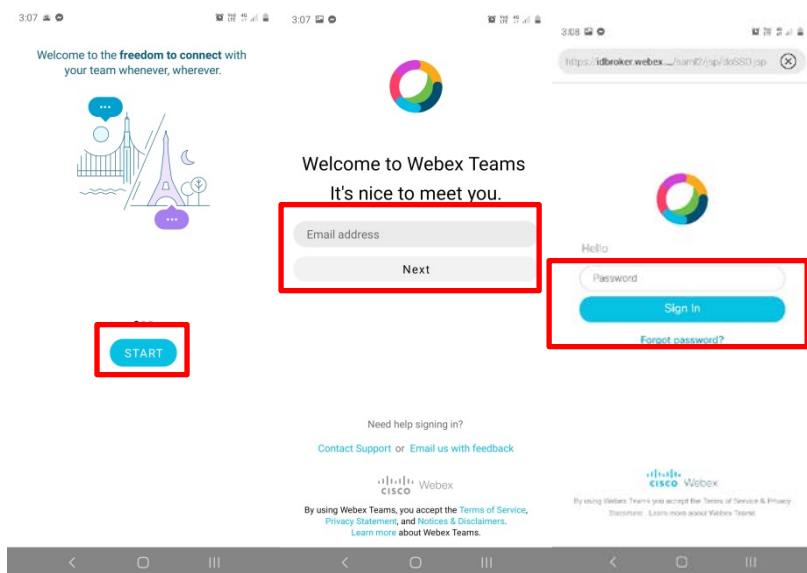 3:07
Welcome to the freedom to connect with
your team whenever, wherever.
START
3:07
Welcome to Webex Teams
It's nice to meet you.
Email address
Next
Need help signing in?
Contact Support or Email us with feedback
CISCO Webex
By using Webex Teams, you accept the Terms of Service,
Privacy Statement, and Notices & Disclaimers.
Learn more about Webex Teams.
3:08
https://idbroker.webex.
Hello
Password
Sign In
Forgot password?
CISCO Webex
By using Webex Teams you accept the Terms of Service & Privacy
Learn more about Webex Teams